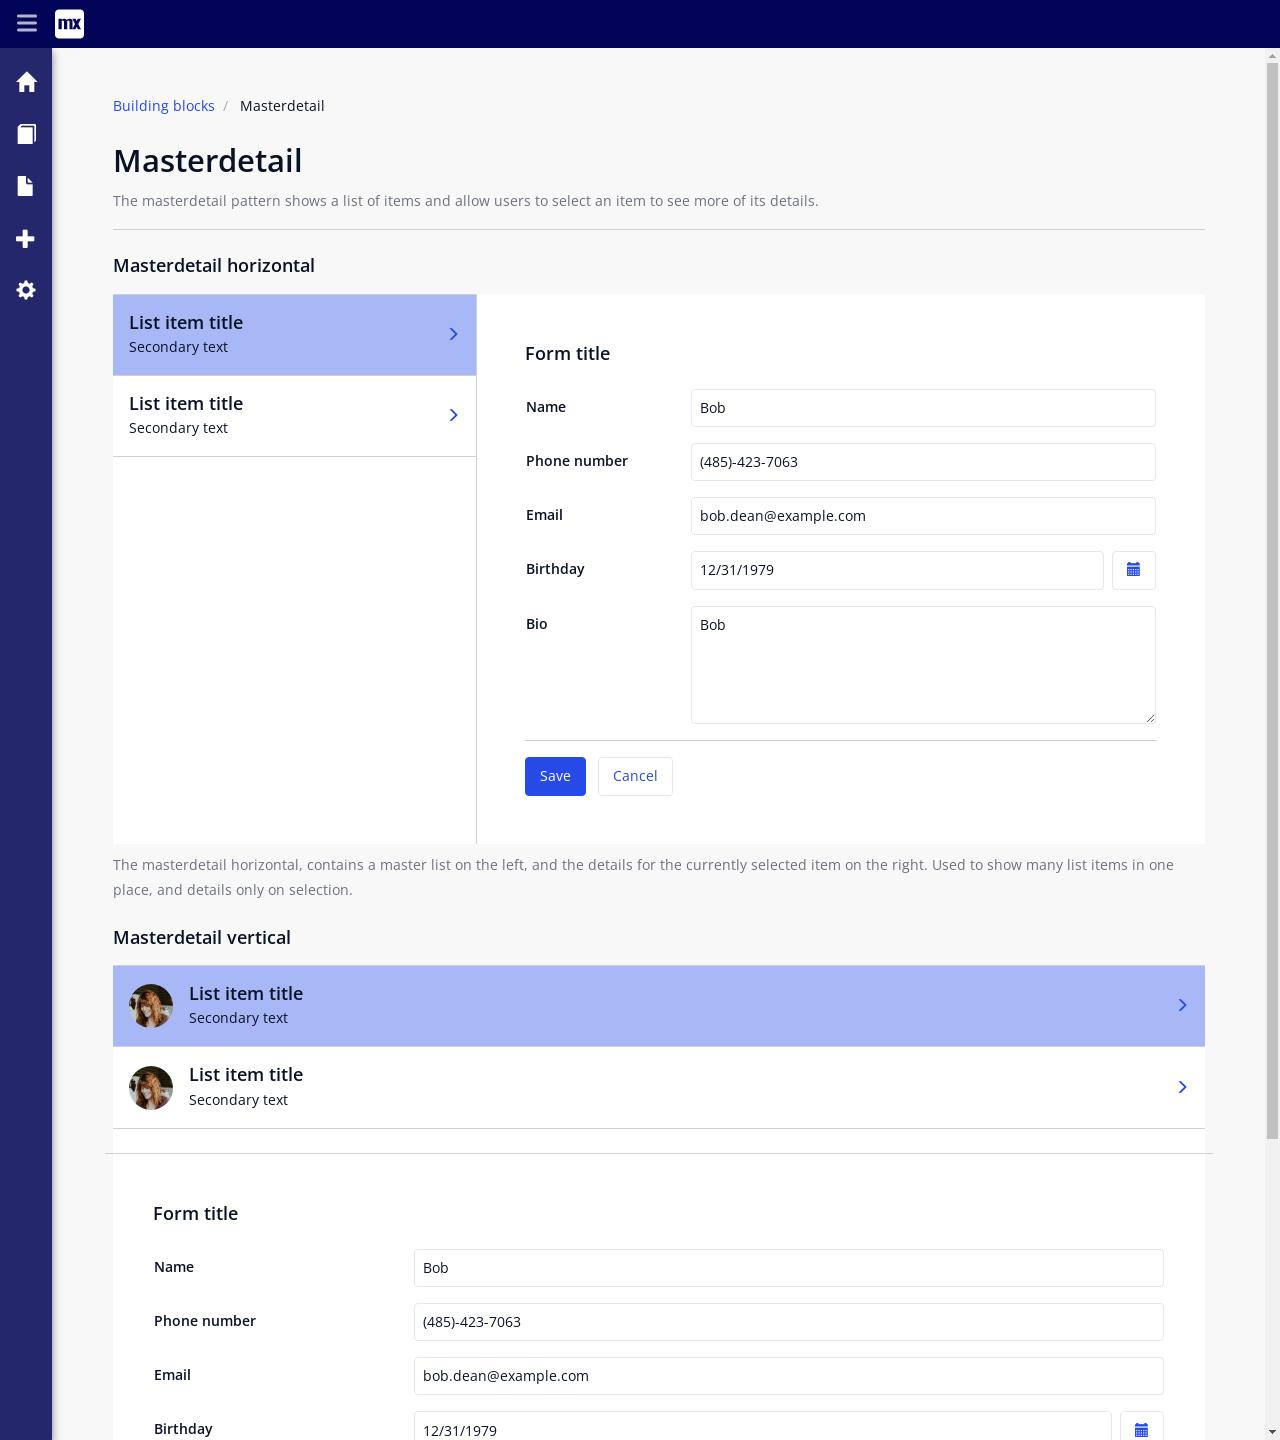 mx
Building blocks / Masterdetail
Masterdetail
The masterdetail pattern shows a list of items and allow users to select an item to see more of its details.
Masterdetail horizontal
List item title
Secondary text
List item title
Secondary text
Form title
Name
Bob
Phone number
(485)-423-7063
Email
bob.dean@example.com
Birthday
12/31/1979
Bio
Bob
Save
Cancel
The masterdetail horizontal, contains a master list on the left, and the details for the currently selected item on the right. Used to show many list items in one
place, and details only on selection.
Masterdetail vertical
List item title
Secondary text
List item title
Secondary text
Form title
Name
Bob
Phone number
(485)-423-7063
Email
bob.dean@example.com
Birthday
12/31/1979